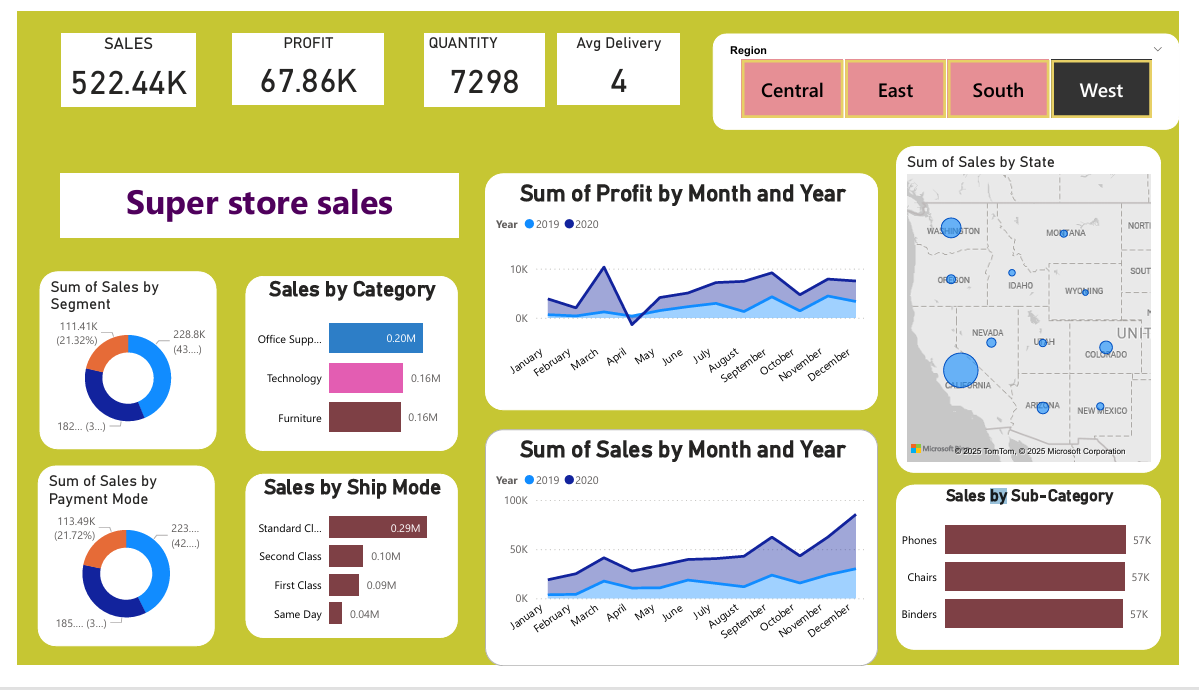 SALES
522.44K
PROFIT
67.86K
QUANTITY
7298
Avg Delivery
4
Region
Central
East
South
West
Super store sales
Sum of Sales by
Segment
111.41K
(21.32%)
228.8K
(43....)
182... (3...)
Sales by Category
Office Supp...
0.20M
Technology
0.16M
Furniture
0.16M
Sum of Sales by
Payment Mode
113.49K
(21.72%)
223....
(42....)
185.... (3...)
Sales by Ship Mode
Standard Cl...
0.29M
Second Class
0.10M
First Class
0.09M
Same Day
0.04M
Sum of Profit by Month and Year
Year 2019 2020
10K
0K
January
February
March
April
May
June
July
August
September
October
November
December
Sum of Sales by Month and Year
Year 2019 2020
100K
50K
0K
January
February
March
April
May
June
July
August
September
October
November
December
Sum of Sales by State
WASHINGTON
MONTANA
NORT
OREGON
IDAHO
SOUT
WYOMING
NEVADA
UTAH
UNIT
COLORADO
CALIFORNIA
ARIZONA
NEW MEXICO
© 2025 TomTom, © 2025 Microsoft Corporation
Sales by Sub-Category
Phones
57K
Chairs
57K
Binders
57K